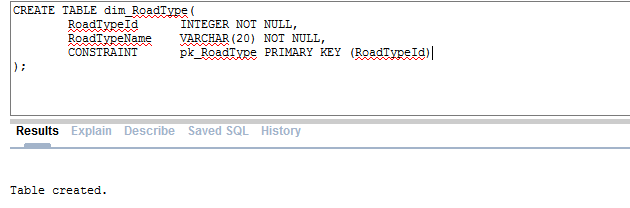 CREATE TABLE dim_RoadType(
RoadTypeId INTEGER NOT NULL,
RoadTypeName VARCHAR(20) NOT NULL,
CONSTRAINT pk_RoadType PRIMARY KEY (RoadTypeId)
);
Results Explain Describe Saved SQL History
Table created.